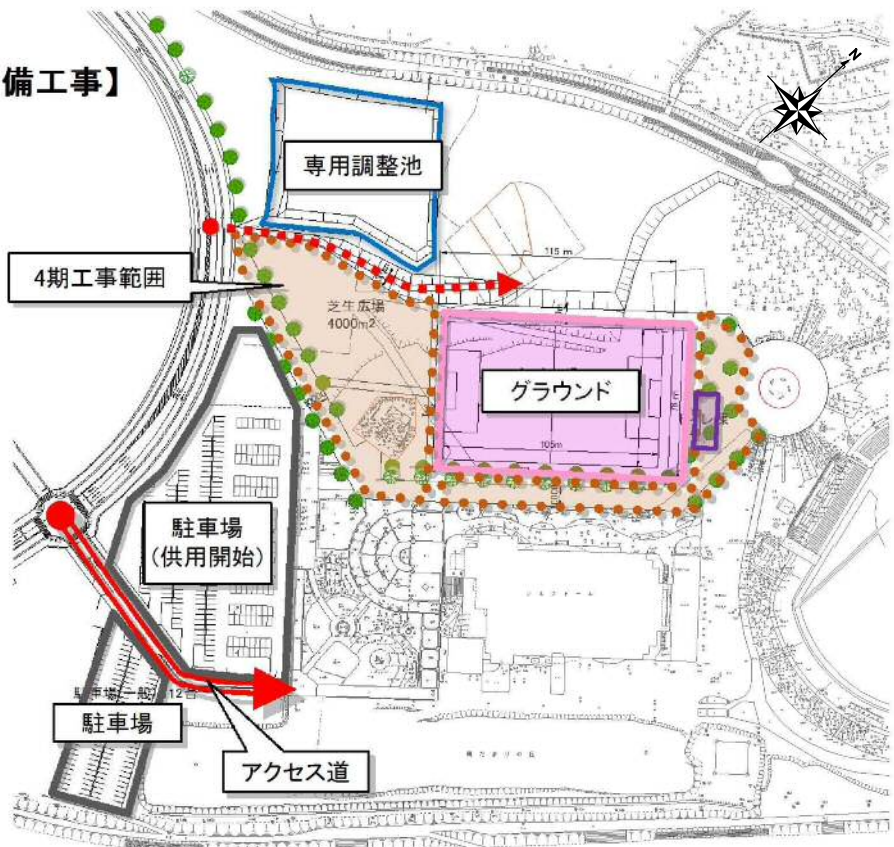 備工事】
N
専用調整池
115 m
4期工事範囲
芝生広場
4000m2
グラウンド
105m
駐車場
(供用開始)
駐車場
アクセス道